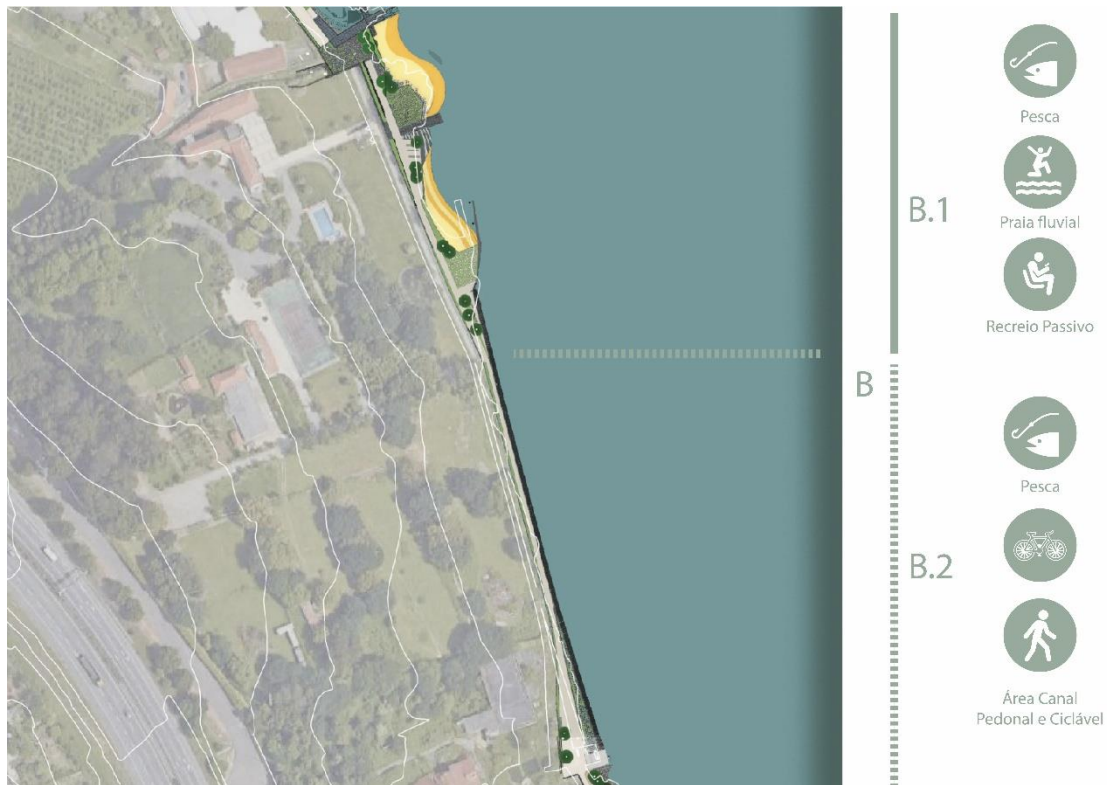 B
B.1
Pesca
Praia fluvial
Recreio Passivo
B.2
Pesca
Área Canal
Pedonal e Ciclável